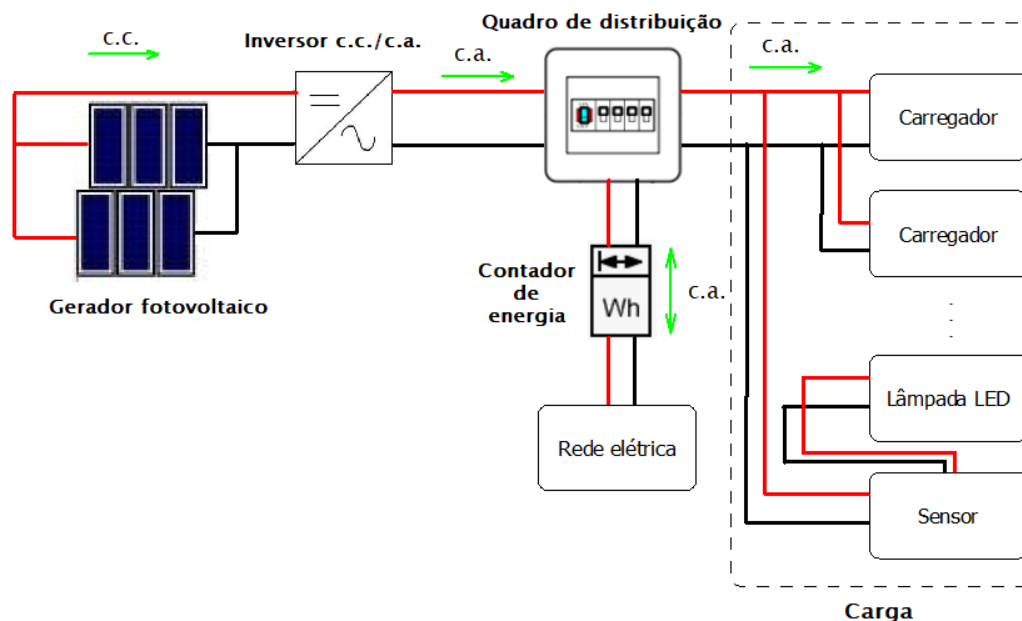 Quadro de distribuição
c.c.
Inversor c.c./c.a.
c.a.
c.a.
Carregador
Carregador
Contador
de
energia
Wh
c.a.
Gerador fotovoltaico
Lâmpada LED
Rede elétrica
Sensor
Carga